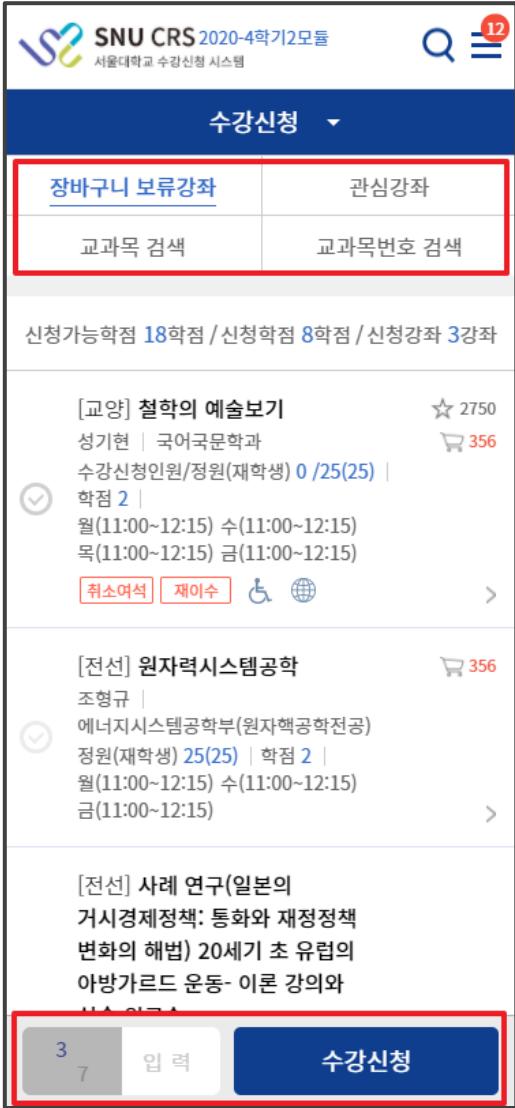 SNU CRS 2020-4학기2모듈
서울대학교 수강신청 시스템
12
수강신청
장바구니 보류강좌 관심강좌
교과목 검색 교과목번호 검색
신청가능학점 18학점 / 신청학점 8학점 / 신청강좌 3강좌
[교양] 철학의 예술보기 2750
성기현 | 국어국문학과 356
수강신청인원/정원(재학생) 0 /25(25) |
학점 2 |
월(11:00~12:15) 수(11:00~12:15)
목(11:00~12:15) 금(11:00~12:15)
취소여석 재이수
[전선] 원자력시스템공학 356
조형규 |
에너지시스템공학부(원자핵공학전공)
정원(재학생) 25(25) | 학점 2 |
월(11:00~12:15) 수(11:00~12:15)
금(11:00~12:15)
[전선] 사례 연구(일본의
거시경제정책: 통화와 재정정책
변화의 해법) 20세기 초 유럽의
아방가르드 운동- 이론 강의와
3 7 입 력 수강신청